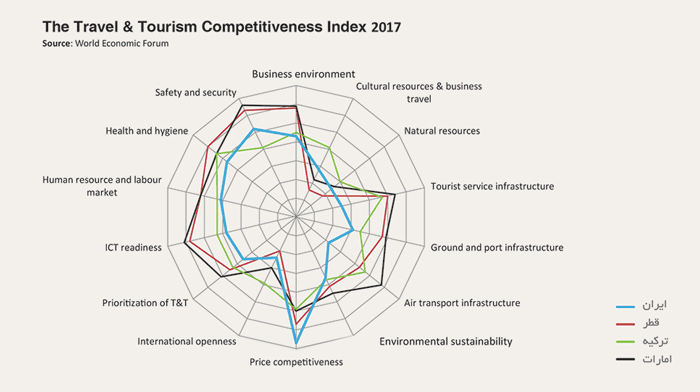 The Travel & Tourism Competitiveness Index 2017
Source: World Economic Forum
Business environment
Cultural resources & business
travel
Safety and security
Natural resources
Health and hygiene
Human resource and labour
market
Tourist service infrastructure
ICT readiness
Ground and port infrastructure
Prioritization of T&T
Air transport infrastructure
International openness
Environmental sustainability
Price competitiveness
ایران
قطر
ترکیه
امارات